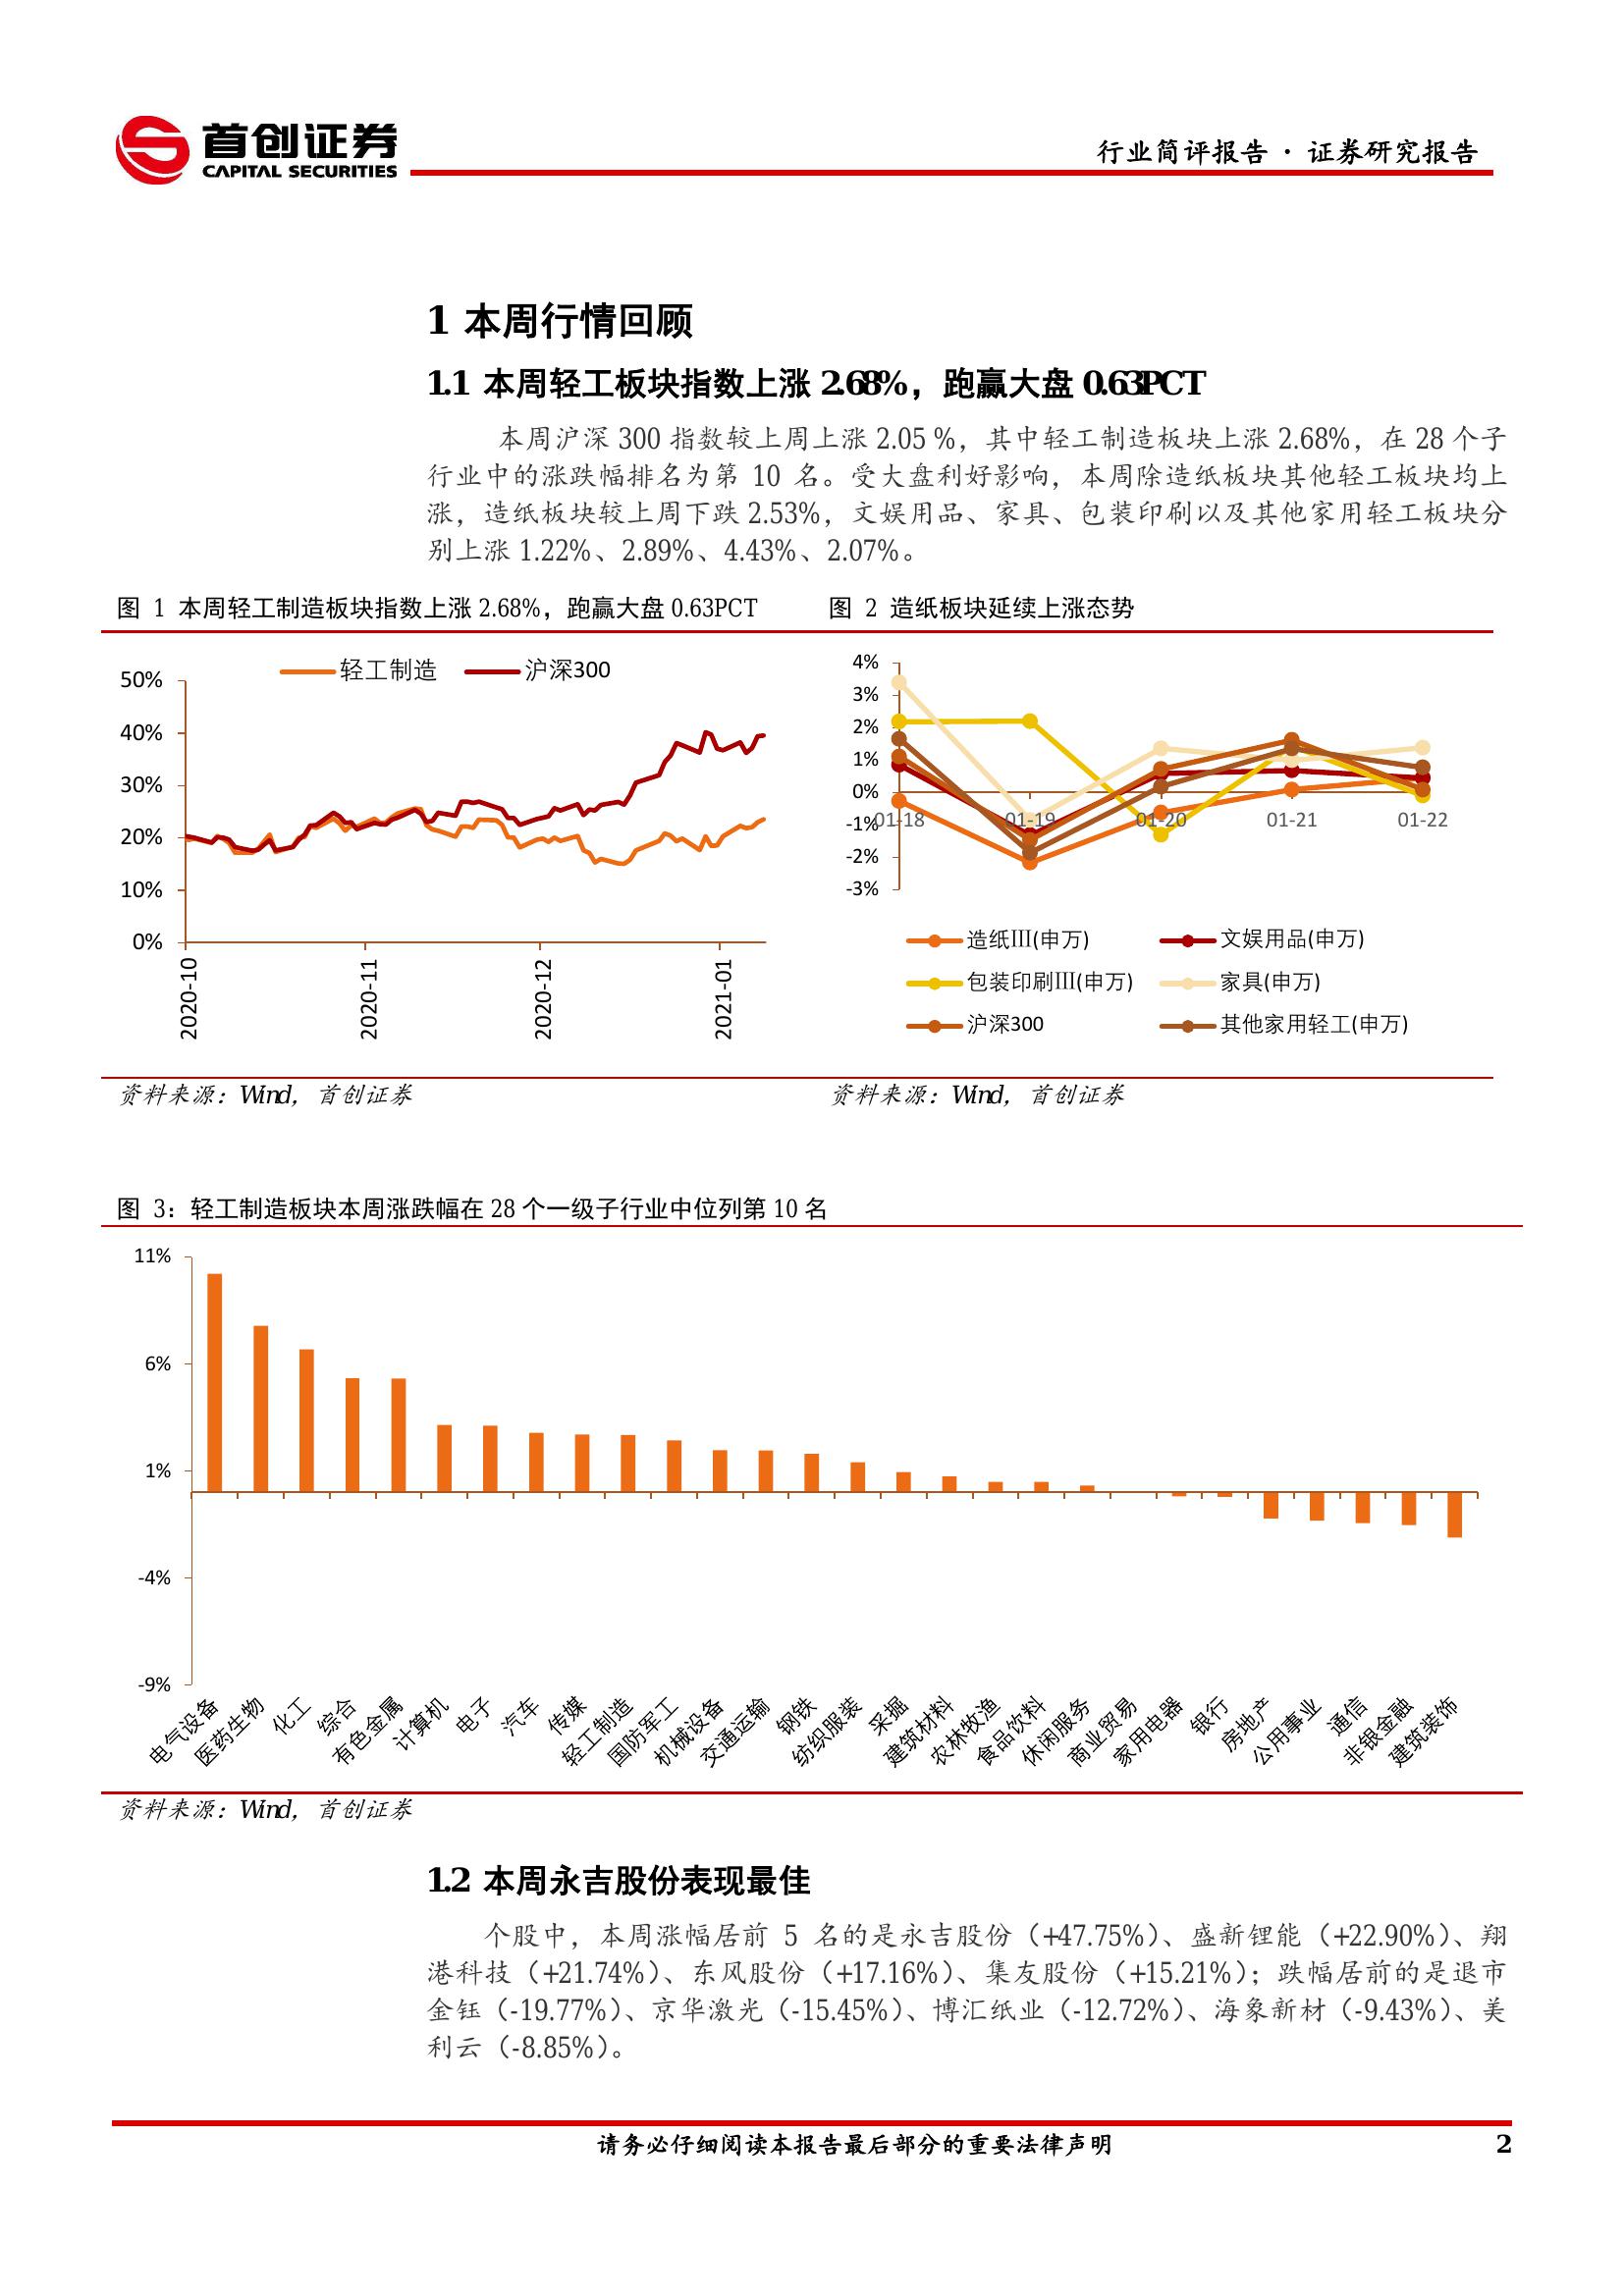 首创证券
CAPITAL SECURITIES
行业简评报告·证券研究报告
1 本周行情回顾
1.1 本周轻工板块指数上涨 2.68%，跑赢大盘 0.63PCT
本周沪深 300 指数较上周上涨 2.05 %，其中轻工制造板块上涨 2.68%，在 28 个子
行业中的涨跌幅排名为第 10 名。受大盘利好影响，本周除造纸板块其他轻工板块均上
涨，造纸板块较上周下跌 2.53%，文娱用品、家具、包装印刷以及其他家用轻工板块分
别上涨 1.22%、2.89%、4.43%、2.07%。
图 1 本周轻工制造板块指数上涨 2.68%，跑赢大盘 0.63PCT
轻工制造 沪深300
50%
40%
30%
20%
10%
0%
2020-10 2020-11 2020-12 2021-01
资料来源：Wind，首创证券
图 2 造纸板块延续上涨态势
4%
3%
2%
1%
0%
-1%
-2%
-3%
01-18 01-19 01-20 01-21 01-22
造纸III(申万) 文娱用品(申万)
包装印刷III(申万) 家具(申万)
沪深300 其他家用轻工(申万)
资料来源：Wind，首创证券
图 3：轻工制造板块本周涨跌幅在 28 个一级子行业中位列第 10 名
11%
6%
1%
-4%
-9%
电气设备 医药生物 化工 综合 有色金属 计算机 电子 汽车 传媒 轻工制造 国防军工 机械设备 交通运输 钢铁 纺织服装 采掘 建筑材料 农林牧渔 食品饮料 休闲服务 商业贸易 家用电器 银行 房地产 公用事业 通信 非银金融 建筑装饰
资料来源：Wind，首创证券
1.2 本周永吉股份表现最佳
个股中，本周涨幅居前 5 名的是永吉股份（+47.75%）、盛新锂能（+22.90%）、翔
港科技（+21.74%）、东风股份（+17.16%）、集友股份（+15.21%）；跌幅居前的是退市
金钰（-19.77%）、京华激光（-15.45%）、博汇纸业（-12.72%）、海象新材（-9.43%）、美
利云（-8.85%）。
请务必仔细阅读本报告最后部分的重要法律声明
2